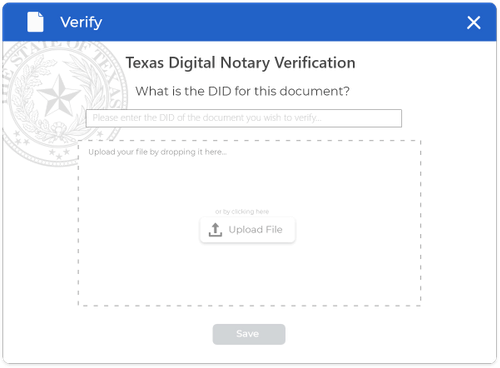 Verify
Texas Digital Notary Verification
What is the DID for this document?
Please enter the DID of the document you wish to verify...
Upload your file by dropping it here...
or by clicking here
Upload File
Save
THE STATE OF TEXAS